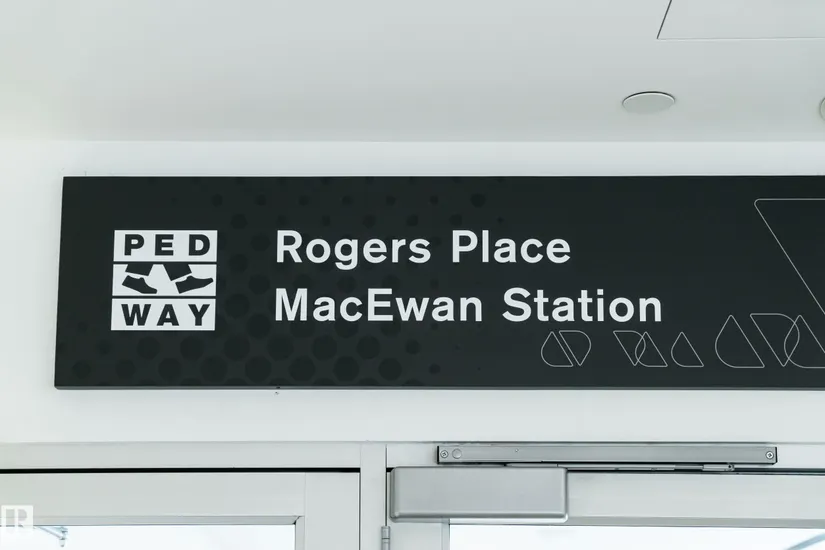 PED
WAY
Rogers Place
MacEwan Station
R